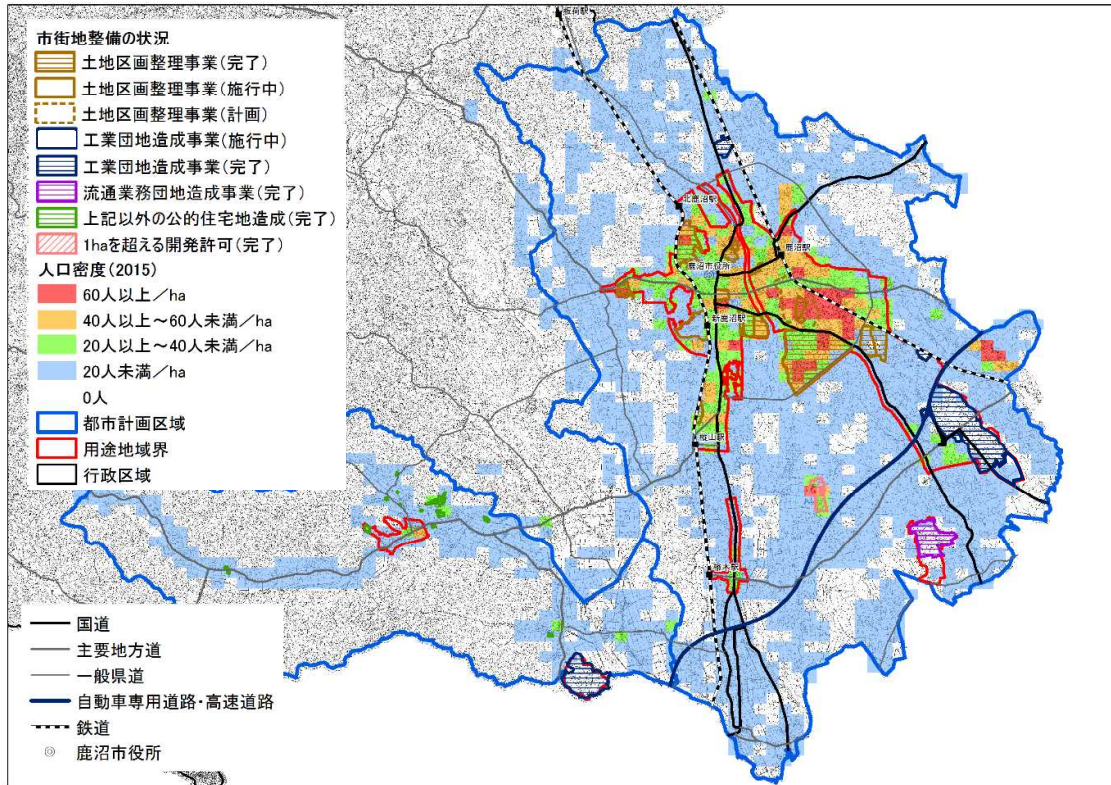 市街地整備の状況
土地区画整理事業(完了)
土地区画整理事業(施行中)
土地区画整理事業(計画)
工業団地造成事業(施行中)
工業団地造成事業(完了)
流通業務団地造成事業(完了)
上記以外の公的住宅地造成(完了)
1haを超える開発許可(完了)
人口密度(2015)
60人以上／ha
40人以上～60人未満／ha
20人以上～40人未満／ha
20人未満／ha
0人
都市計画区域
用途地域界
行政区域
板荷駅
北鹿沼駅
鹿沼駅
鹿沼市役所
新鹿沼駅
樅山駅
楡木駅
国道
主要地方道
一般県道
自動車専用道路・高速道路
鉄道
鹿沼市役所